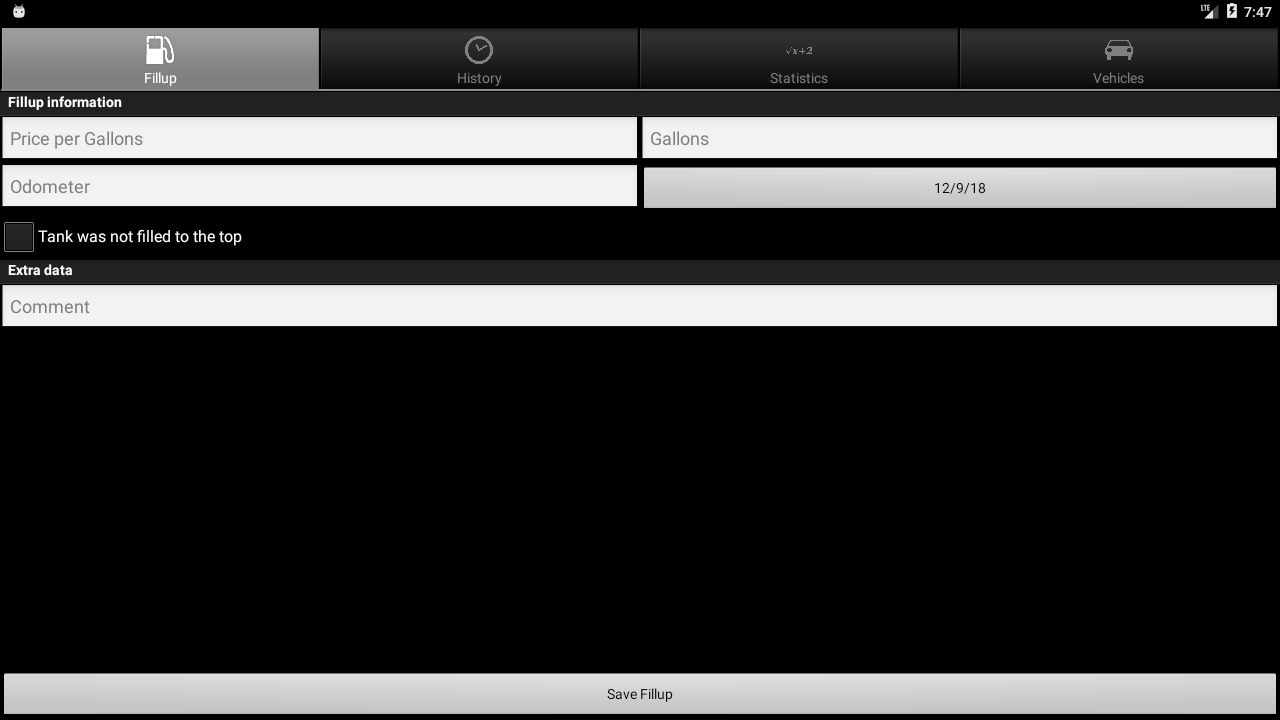 LTE 7:47
Fillup
History
√x+2
Statistics
Vehicles
Fillup information
Price per Gallons
Gallons
Odometer
12/9/18
Tank was not filled to the top
Extra data
Comment
Save Fillup